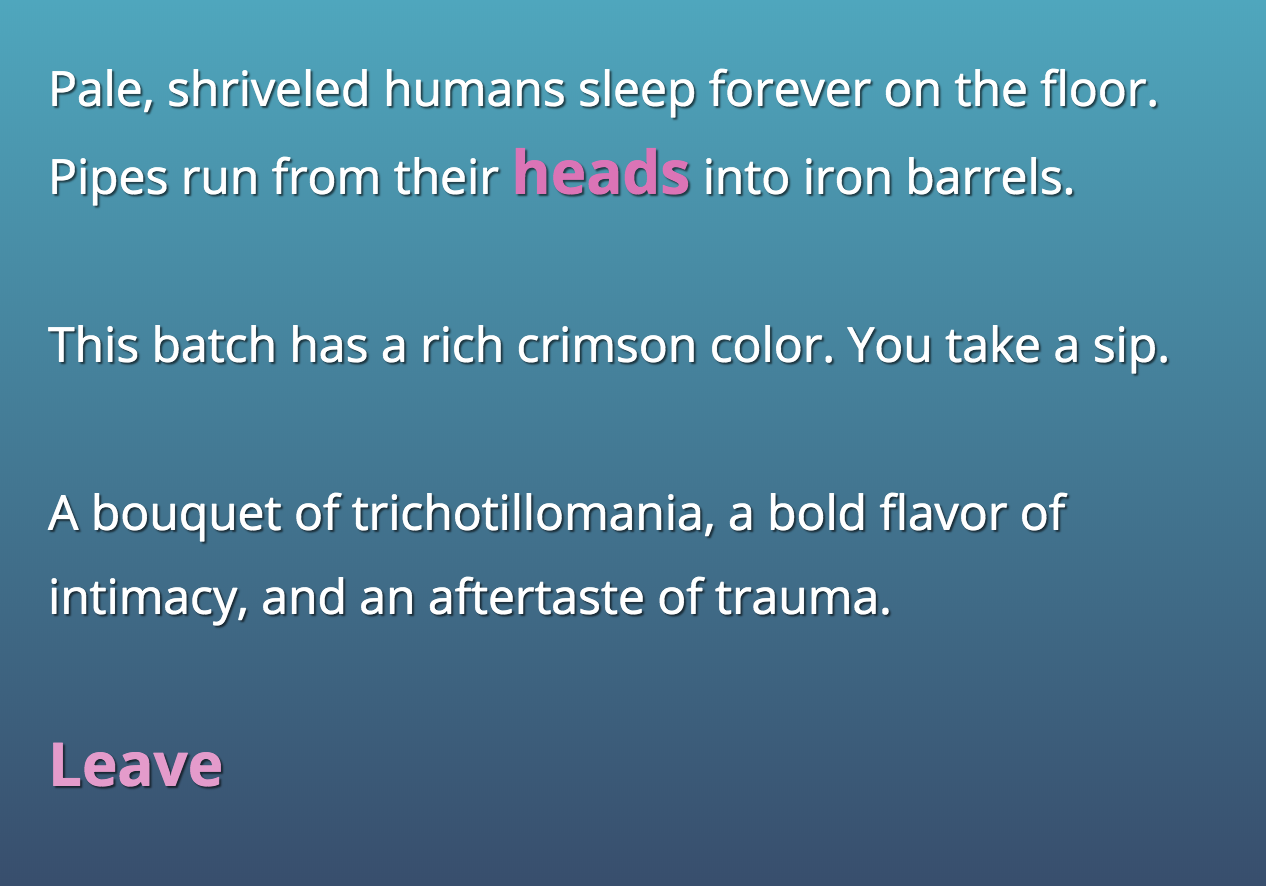 Pale, shriveled humans sleep forever on the floor.
Pipes run from their heads into iron barrels.
This batch has a rich crimson color. You take a sip.
A bouquet of trichotillomania, a bold flavor of
intimacy, and an aftertaste of trauma.
Leave